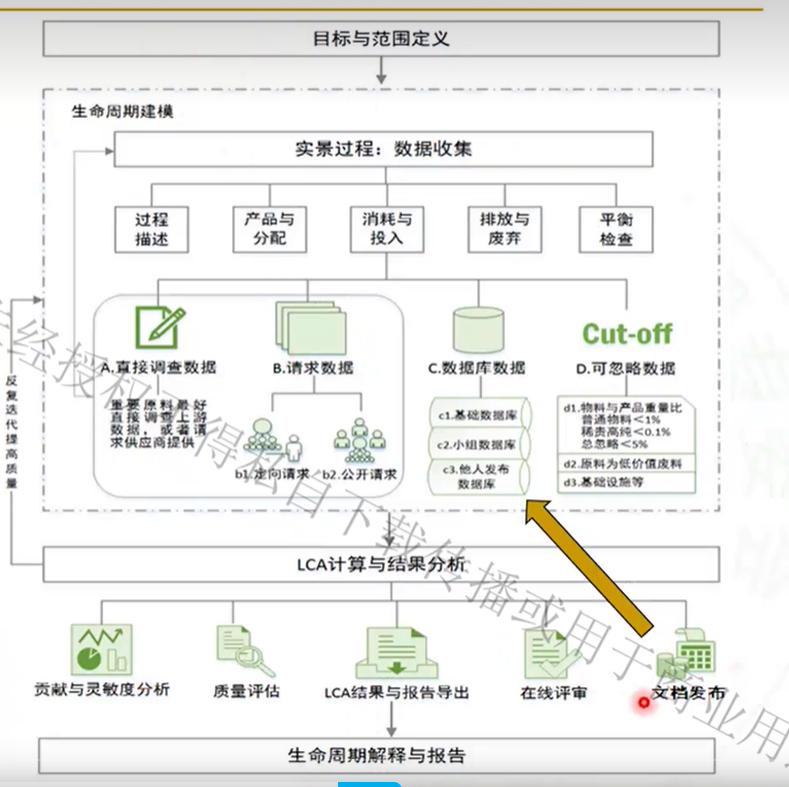 目标与范围定义
生命周期建模
实景过程：数据收集
过程
描述
产品与
分配
消耗与
投入
排放与
废弃
平衡
检查
A.直接调查数据
重要原料最好
直接调查上游
数据，或者请
求供应商提供
B.请求数据
b1.定向请求
b2.公开请求
C.数据库数据
c1.基础数据库
c2.小组数据库
c3.他人发布
数据库
Cut-off
D.可忽略数据
d1.物料与产品重量比
普通物料＜1%
稀贵高纯＜0.1%
总忽略＜5%
d2.原料为低价值废料
d3.基础设施等
反复迭代提高质量
LCA计算与结果分析
贡献与灵敏度分析
质量评估
LCA结果与报告导出
在线评审
文档发布
生命周期解释与报告
经授权
得私自下载传播或用于商业用